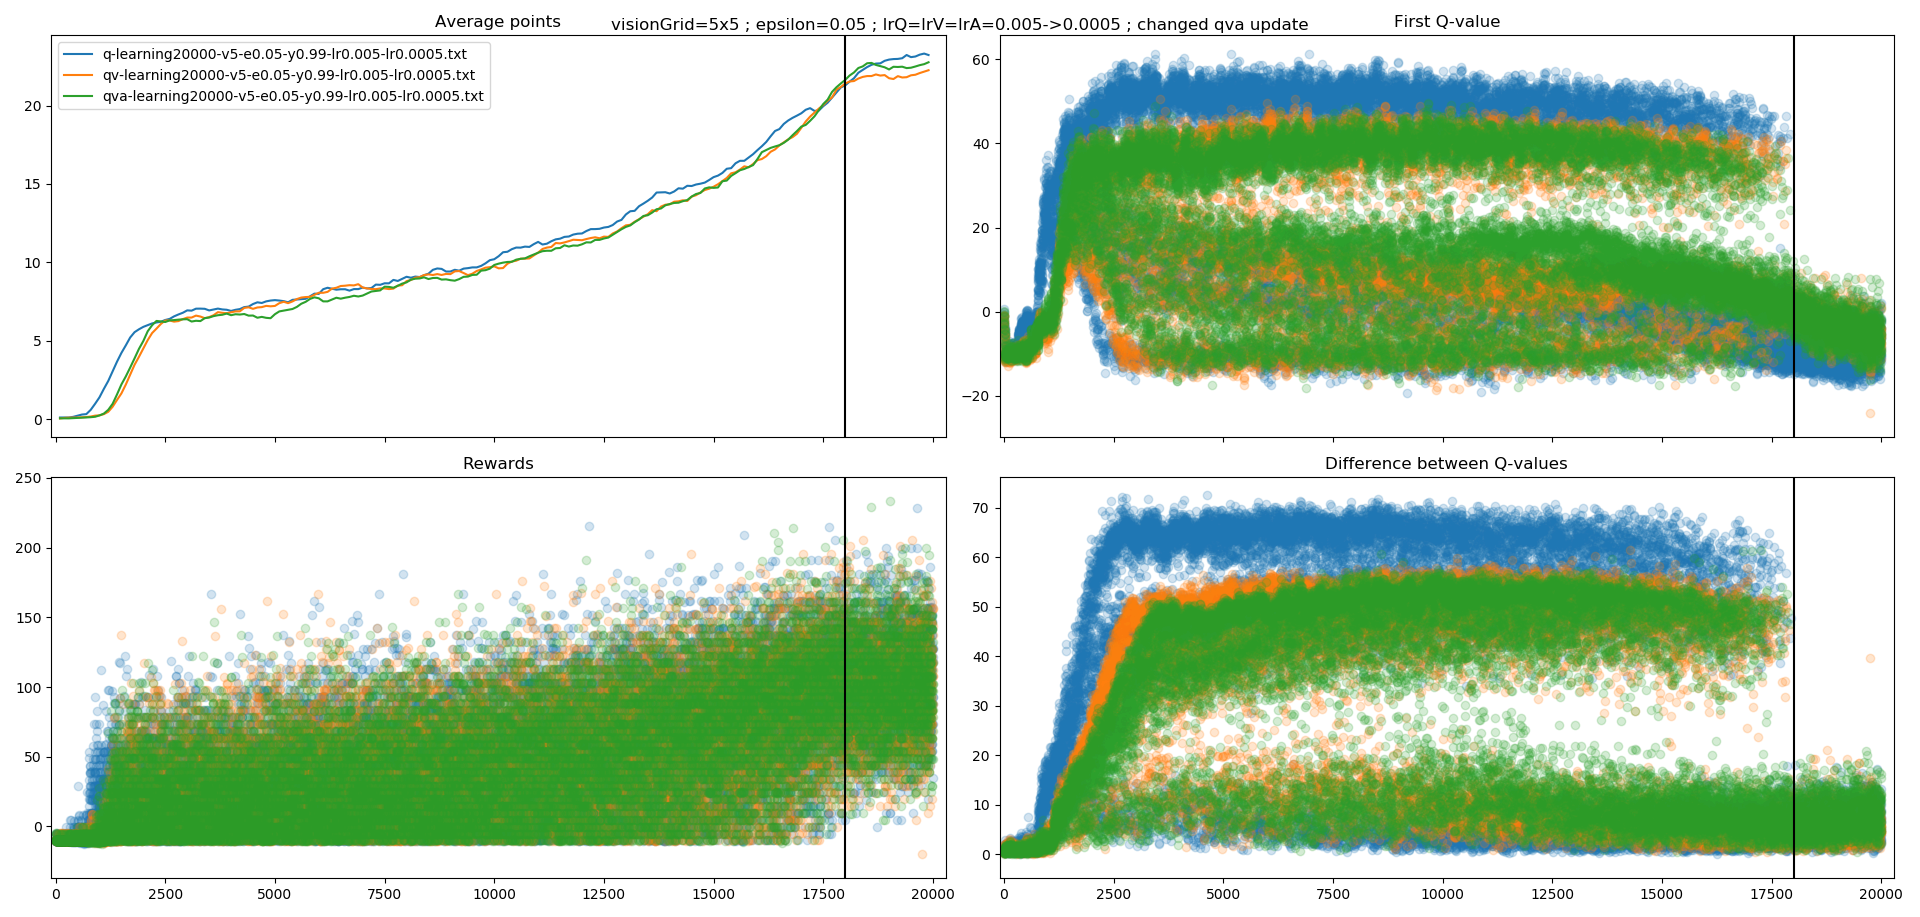 Average points
visionGrid=5x5 ; epsilon=0.05 ; lrQ=lrV=lrA=0.005->0.0005 ; changed qva update
First Q-value
q-learning20000-v5-e0.05-y0.99-lr0.005-lr0.0005.txt
qv-learning20000-v5-e0.05-y0.99-lr0.005-lr0.0005.txt
qva-learning20000-v5-e0.05-y0.99-lr0.005-lr0.0005.txt
20
15
10
5
0
60
40
20
0
−20
Rewards
250
200
150
100
50
0
0 2500 5000 7500 10000 12500 15000 17500 20000
Difference between Q-values
70
60
50
40
30
20
10
0
0 2500 5000 7500 10000 12500 15000 17500 20000